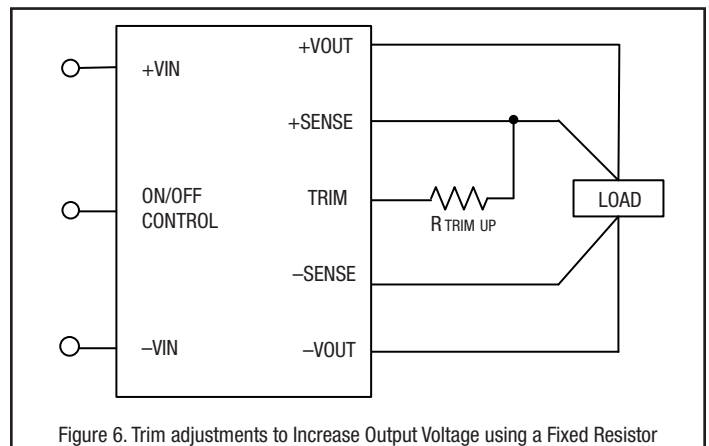 +VOUT
+VIN
+SENSE
ON/OFF
CONTROL
TRIM
R TRIM UP
LOAD
–SENSE
–VIN
–VOUT
Figure 6. Trim adjustments to Increase Output Voltage using a Fixed Resistor